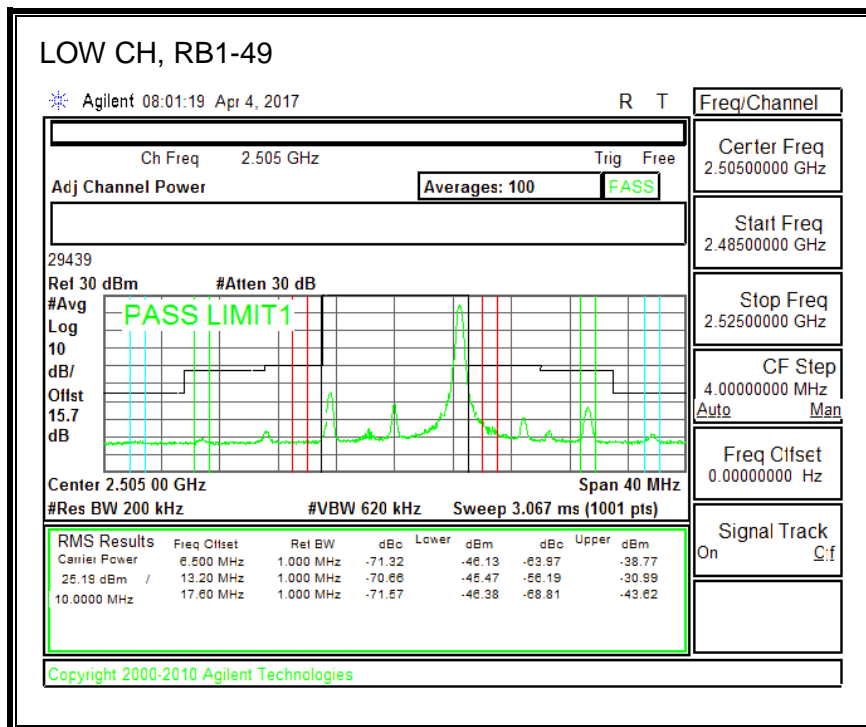 LOW CH, RB1-49
Agilent 08:01:19 Apr 4, 2017 R T
Freq/Channel
Ch Freq 2.505 GHz Trig Free
Adj Channel Power Averages: 100 PASS
Center Freq
2.50500000 GHz
Start Freq
2.48500000 GHz
29439
Ref 30 dBm #Atten 30 dB
#Avg
Log
10
dB/
Offst
15.7
dB
PASS LIMIT1
Stop Freq
2.52500000 GHz
CF Step
4.00000000 MHz
Auto Man
Freq Offset
0.00000000 Hz
Center 2.505 00 GHz Span 40 MHz
#Res BW 200 kHz #VBW 620 kHz Sweep 3.067 ms (1001 pts)
Signal Track
On Off
RMS Results Freq Offset Ref BW dBc Lower dBm dBc Upper dBm
Carrier Power 6.500 MHz 1.000 MHz -71.32 -46.13 -63.97 -38.77
25.19 dBm / 13.20 MHz 1.000 MHz -70.66 -45.47 -56.19 -30.99
10.0000 MHz 17.60 MHz 1.000 MHz -71.57 -46.38 -68.81 -43.62
Copyright 2000-2010 Agilent Technologies